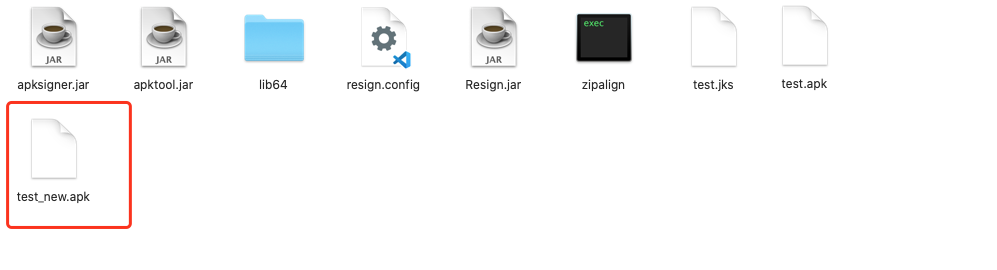 exec
JAR
JAR
JAR
apksigner.jar
apktool.jar
lib64
resign.config
Resign.jar
zipalign
test.jks
test.apk
test_new.apk